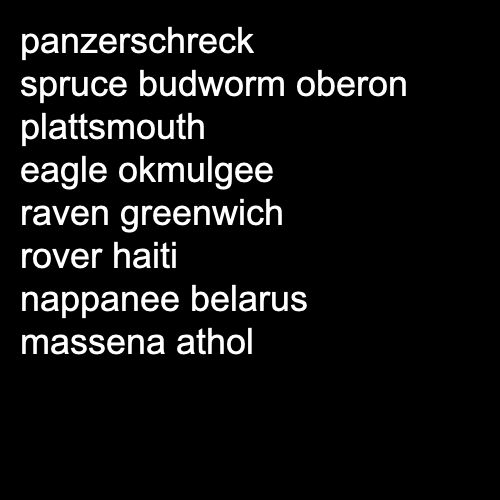 panzerschreck
spruce budworm oberon
plattsmouth
eagle okmulgee
raven greenwich
rover haiti
nappanee belarus
massena athol